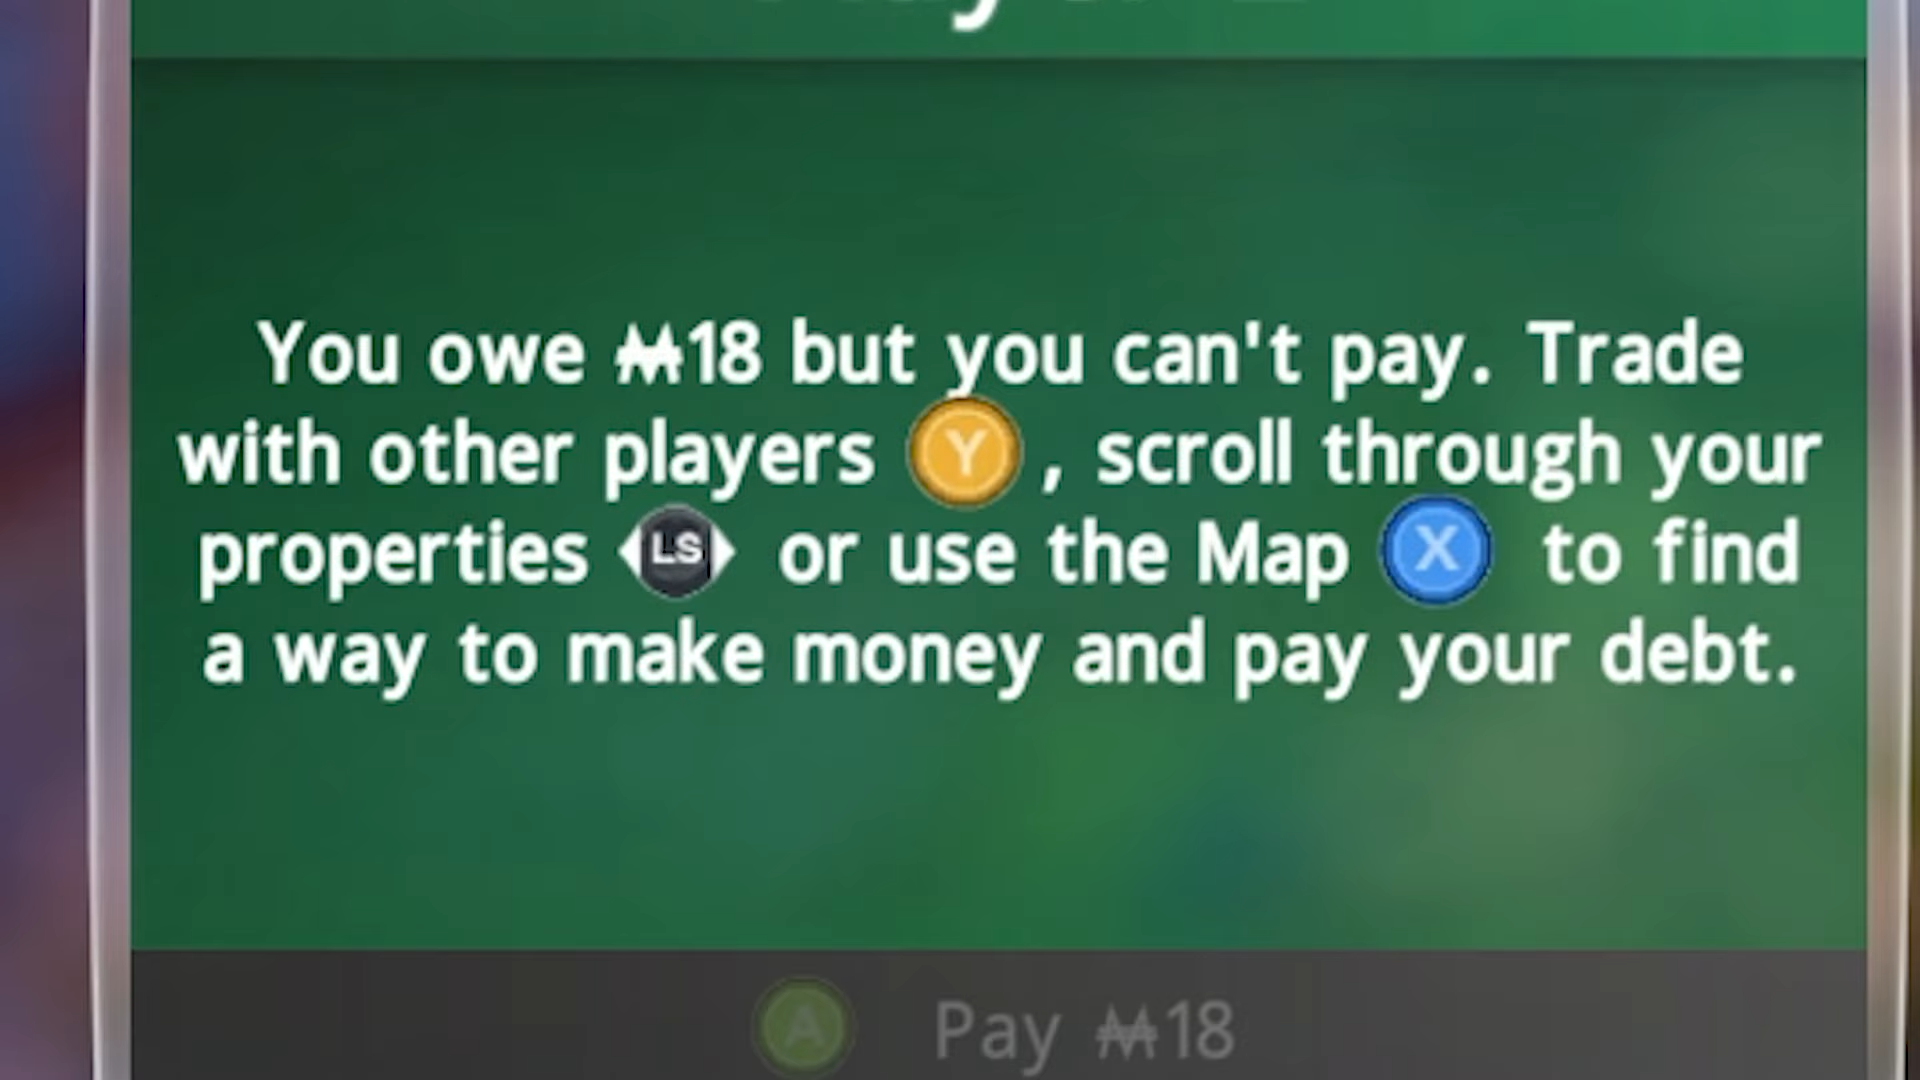 You owe ₩18 but you can't pay. Trade
with other players Y , scroll through your
properties LS or use the Map X to find
a way to make money and pay your debt.
A Pay ₩18